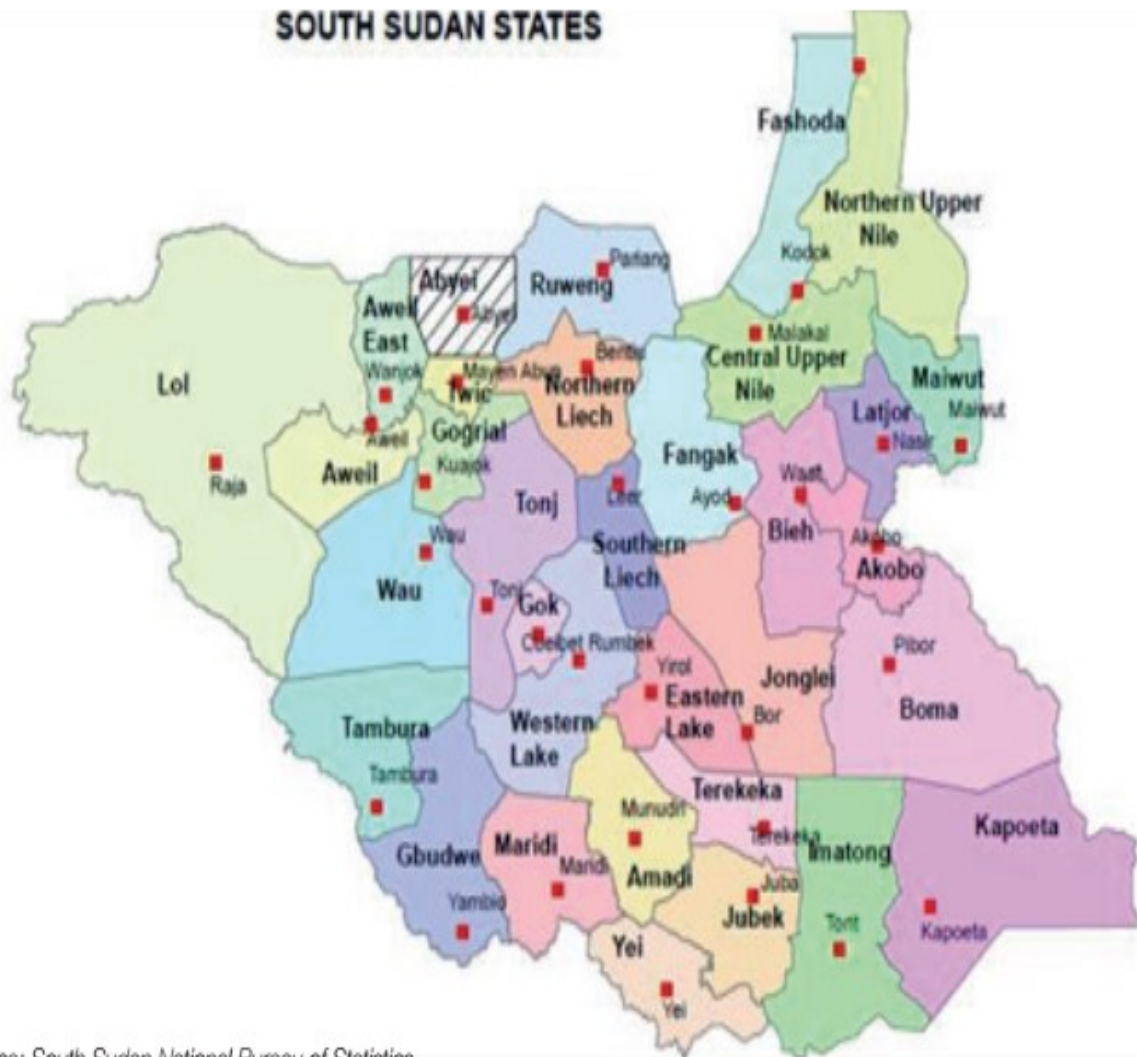 SOUTH SUDAN STATES
Fashoda
Northern Upper
Nile
Kodok
Pariang
Ruweng
Abyei
Aweil
East
Wanjok
Malakal
Central Upper
Nile
Maiwut
Maiwut
Lol
Raja
Mayen Abun
Twic
Northern
Liech
Latjor
Nasir
Aweil
Aweil
Gogrial
Kuajok
Fangak
Ayod
Waat
Bieh
Tonj
Leer
Southern
Liech
Akobo
Akobo
Wau
Wau
Tonj
Gok
Cueibet Rumbek
Pibor
Boma
Yirol
Eastern
Lake
Jonglei
Bor
Tambura
Tambura
Western
Lake
Terekeka
Terekeka
Munudri
Amadi
Kapoeta
Kapoeta
Imatong
Torit
Gbudwe
Yambio
Maridi
Maridi
Juba
Jubek
Yei
Yei
South Sudan National Bureau of Statistics